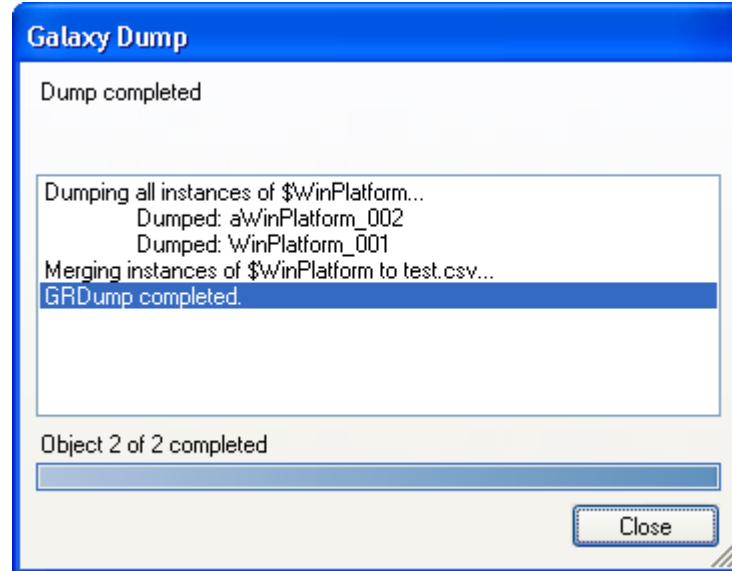 Galaxy Dump
Dump completed
Dumping all instances of $WinPlatform...
Dumped: aWinPlatform_002
Dumped: WinPlatform_001
Merging instances of $WinPlatform to test.csv...
GRDump completed.
Object 2 of 2 completed
Close